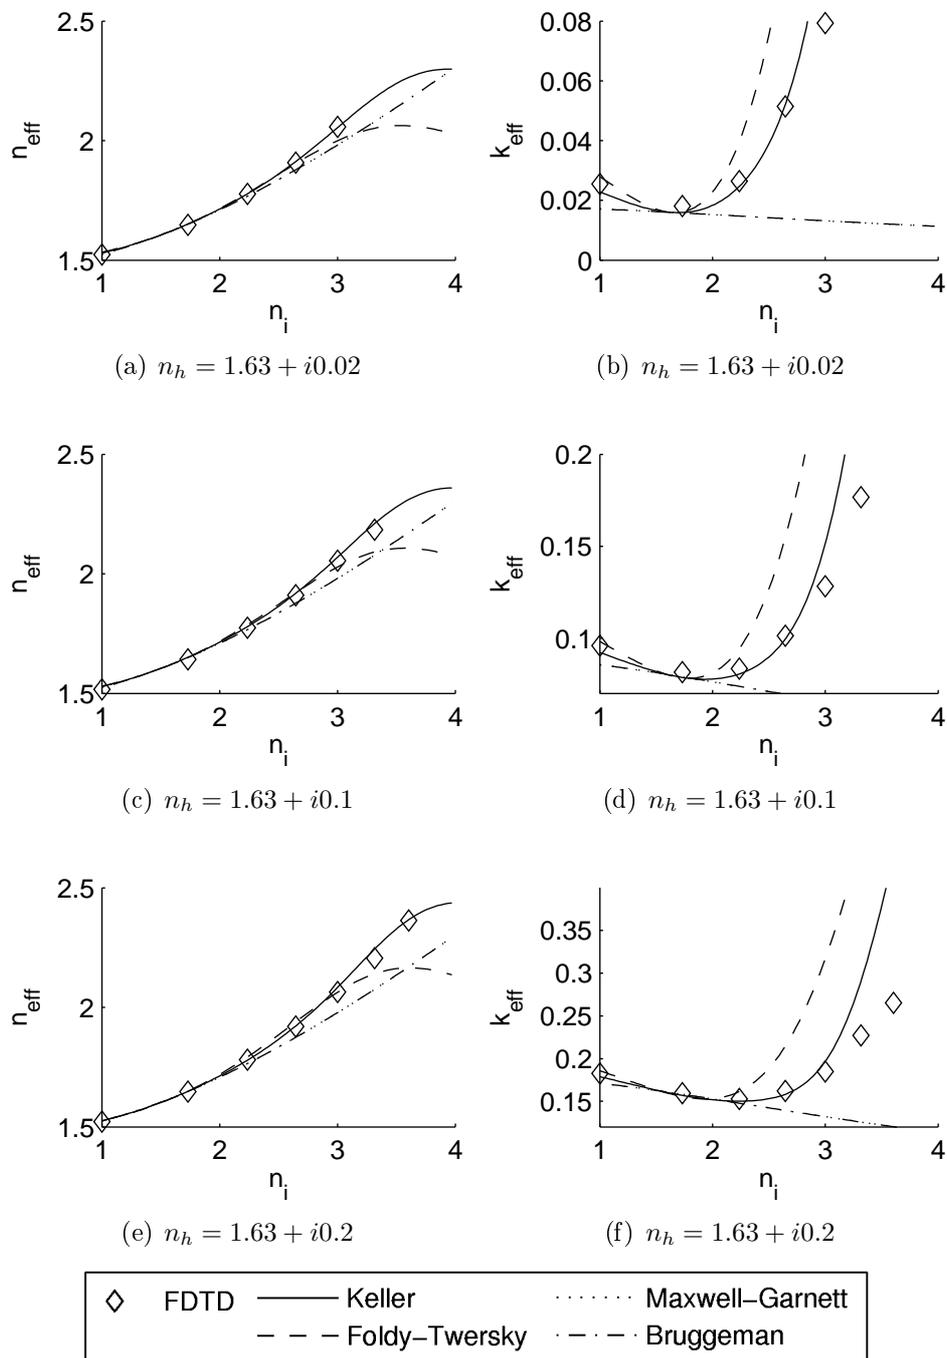 2.5
2
1.5
n_eff
1 2 3 4
n_i
(a) n_h = 1.63 + i0.02
0.08
0.06
0.04
0.02
0
k_eff
1 2 3 4
n_i
(b) n_h = 1.63 + i0.02
2.5
2
1.5
n_eff
1 2 3 4
n_i
(c) n_h = 1.63 + i0.1
0.2
0.15
0.1
k_eff
1 2 3 4
n_i
(d) n_h = 1.63 + i0.1
2.5
2
1.5
n_eff
1 2 3 4
n_i
(e) n_h = 1.63 + i0.2
0.35
0.3
0.25
0.2
0.15
k_eff
1 2 3 4
n_i
(f) n_h = 1.63 + i0.2
FDTD Keller Maxwell–Garnett
Foldy–Twersky Bruggeman